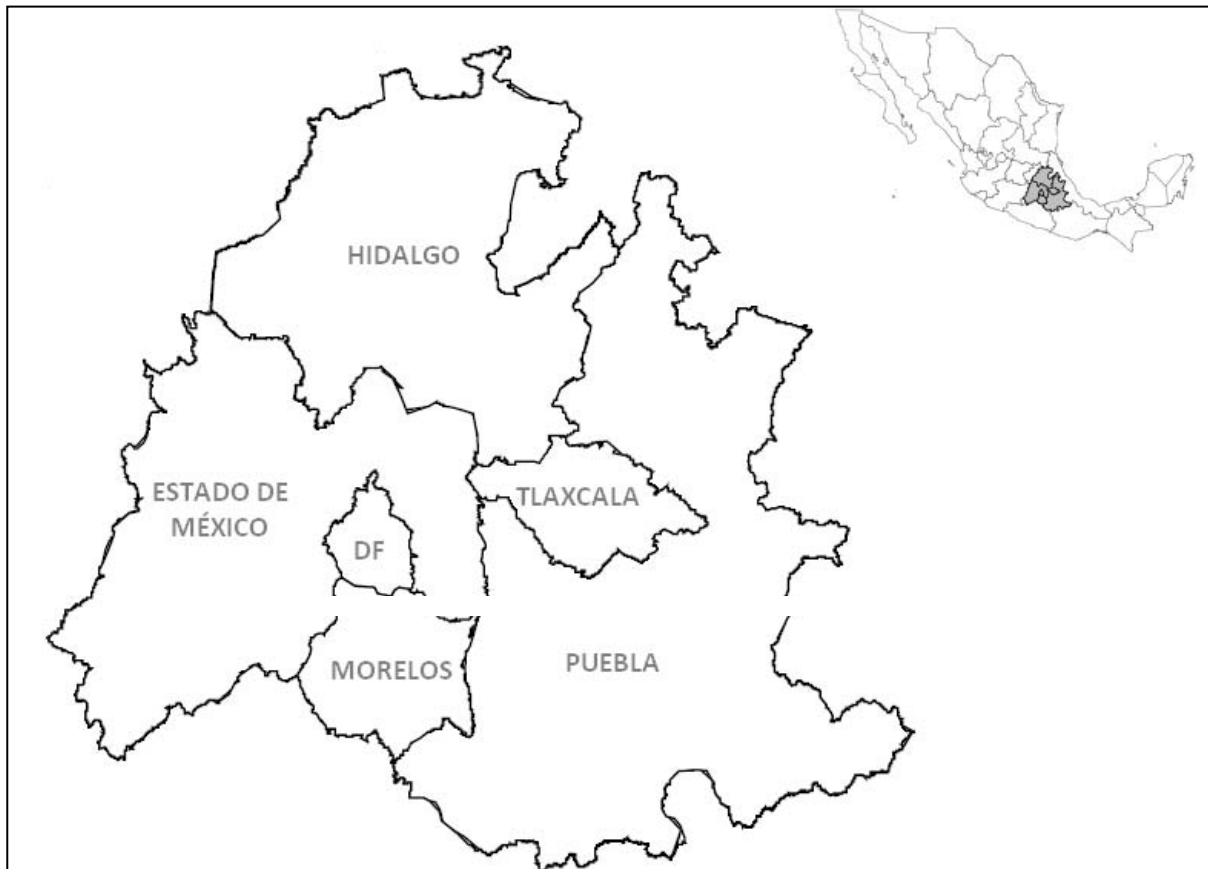 HIDALGO
ESTADO DE
MÉXICO
TLAXCALA
DF
MORELOS
PUEBLA